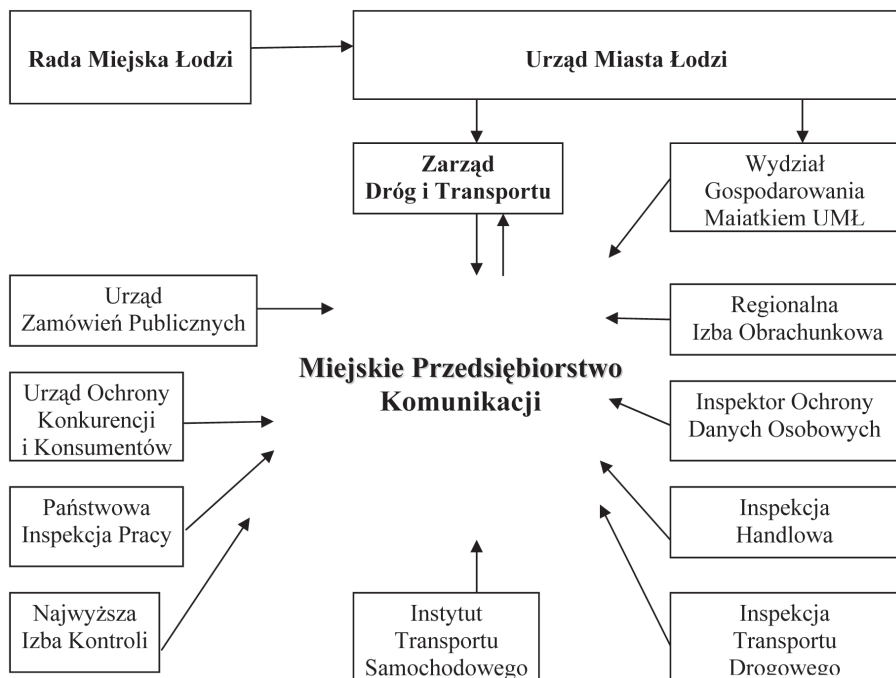 Rada Miejska Łodzi
Urząd Miasta Łodzi
Zarząd
Dróg i Transportu
Wydział
Gospodarowania
Majątkiem UMŁ
Urząd
Zamówień Publicznych
Regionalna
Izba Obrachunkowa
Miejskie Przedsiębiorstwo
Komunikacji
Urząd Ochrony
Konkurencji
i Konsumentów
Inspektor Ochrony
Danych Osobowych
Państwowa
Inspekcja Pracy
Inspekcja
Handlowa
Najwyższa
Izba Kontroli
Instytut
Transportu
Samochodowego
Inspekcja
Transportu
Drogowego